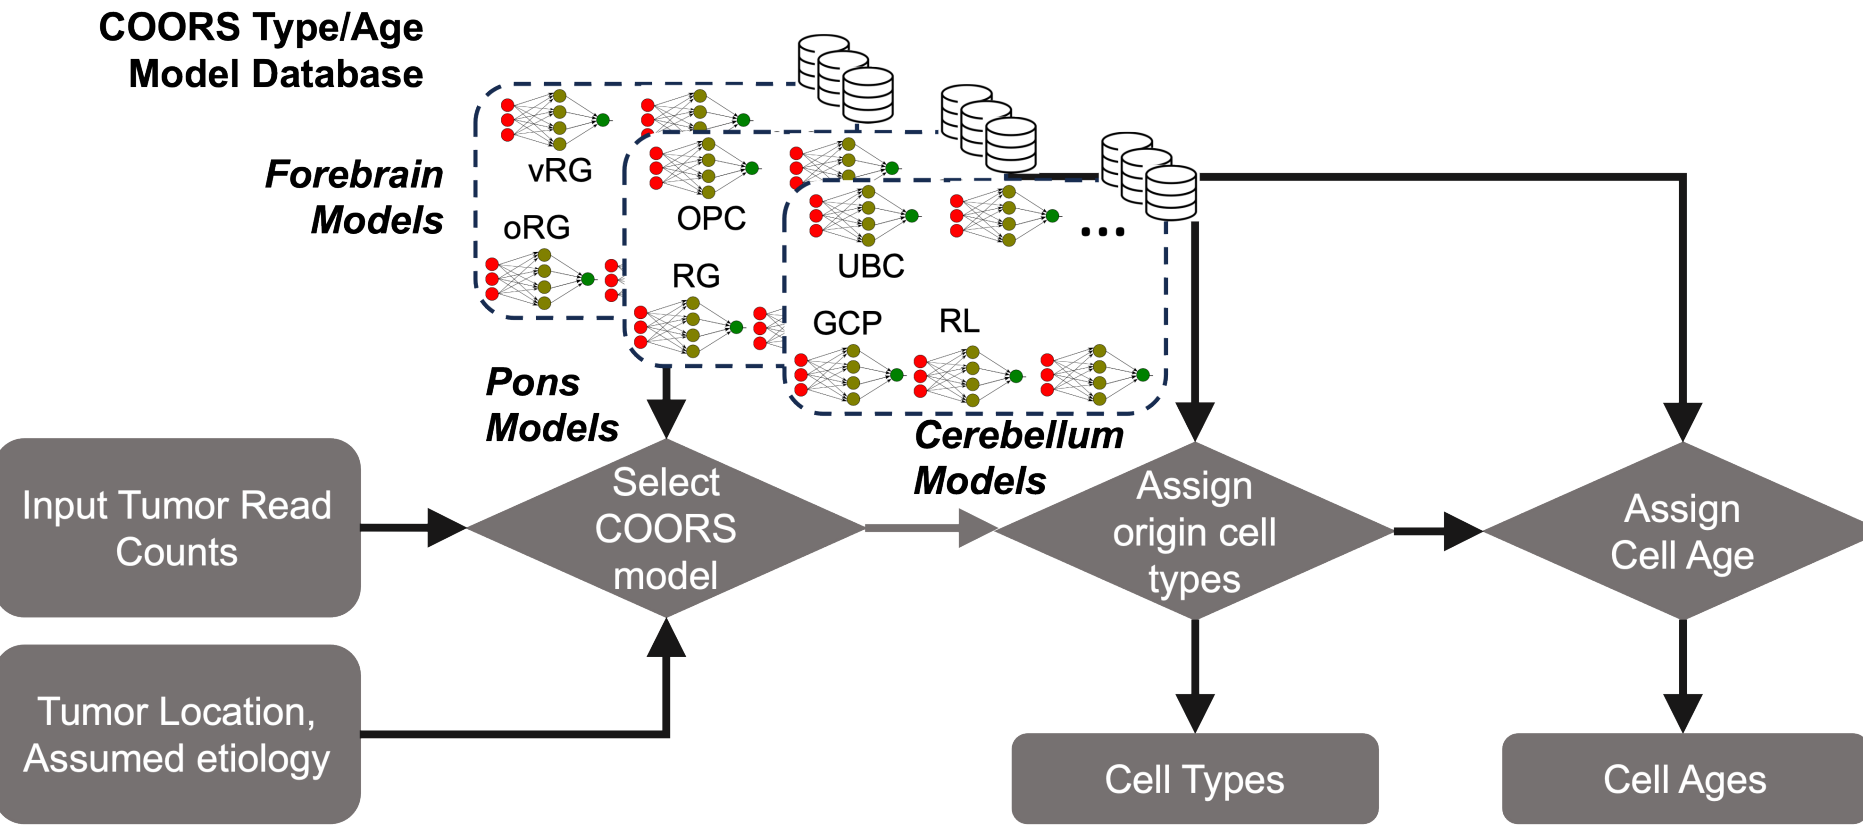 COORS Type/Age
Model Database
Forebrain
Models
vRG
oRG
OPC
RG
UBC
...
GCP
RL
Pons
Models
Cerebellum
Models
Input Tumor Read
Counts
Select
COORS
model
Assign
origin cell
types
Assign
Cell Age
Tumor Location,
Assumed etiology
Cell Types
Cell Ages